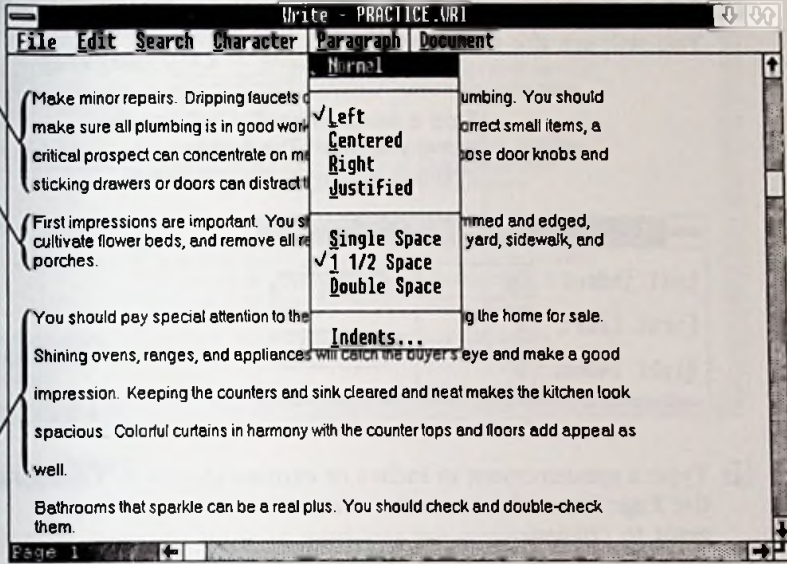 Write - PRACTICE.WRI
File Edit Search Character Paragraph Document
Normal
Left
Centered
Right
Justified
Single Space
1 1/2 Space
Double Space
Indents...
Make minor repairs. Dripping faucets umbing. You should
make sure all plumbing is in good orrect small items, a
critical prospect can concentrate on ose door knobs and
sticking drawers or doors can distract
First impressions are important. You mmed and edged,
cultivate flower beds, and remove all yard, sidewalk, and
porches.
You should pay special attention to the g the home for sale.
Shining ovens, ranges, and appliances will catch the buyer's eye and make a good
impression. Keeping the counters and sink cleared and neat makes the kitchen look
spacious. Colorful curtains in harmony with the counter tops and floors add appeal as
well.
Bathrooms that sparkle can be a real plus. You should check and double-check
them.
Page 1